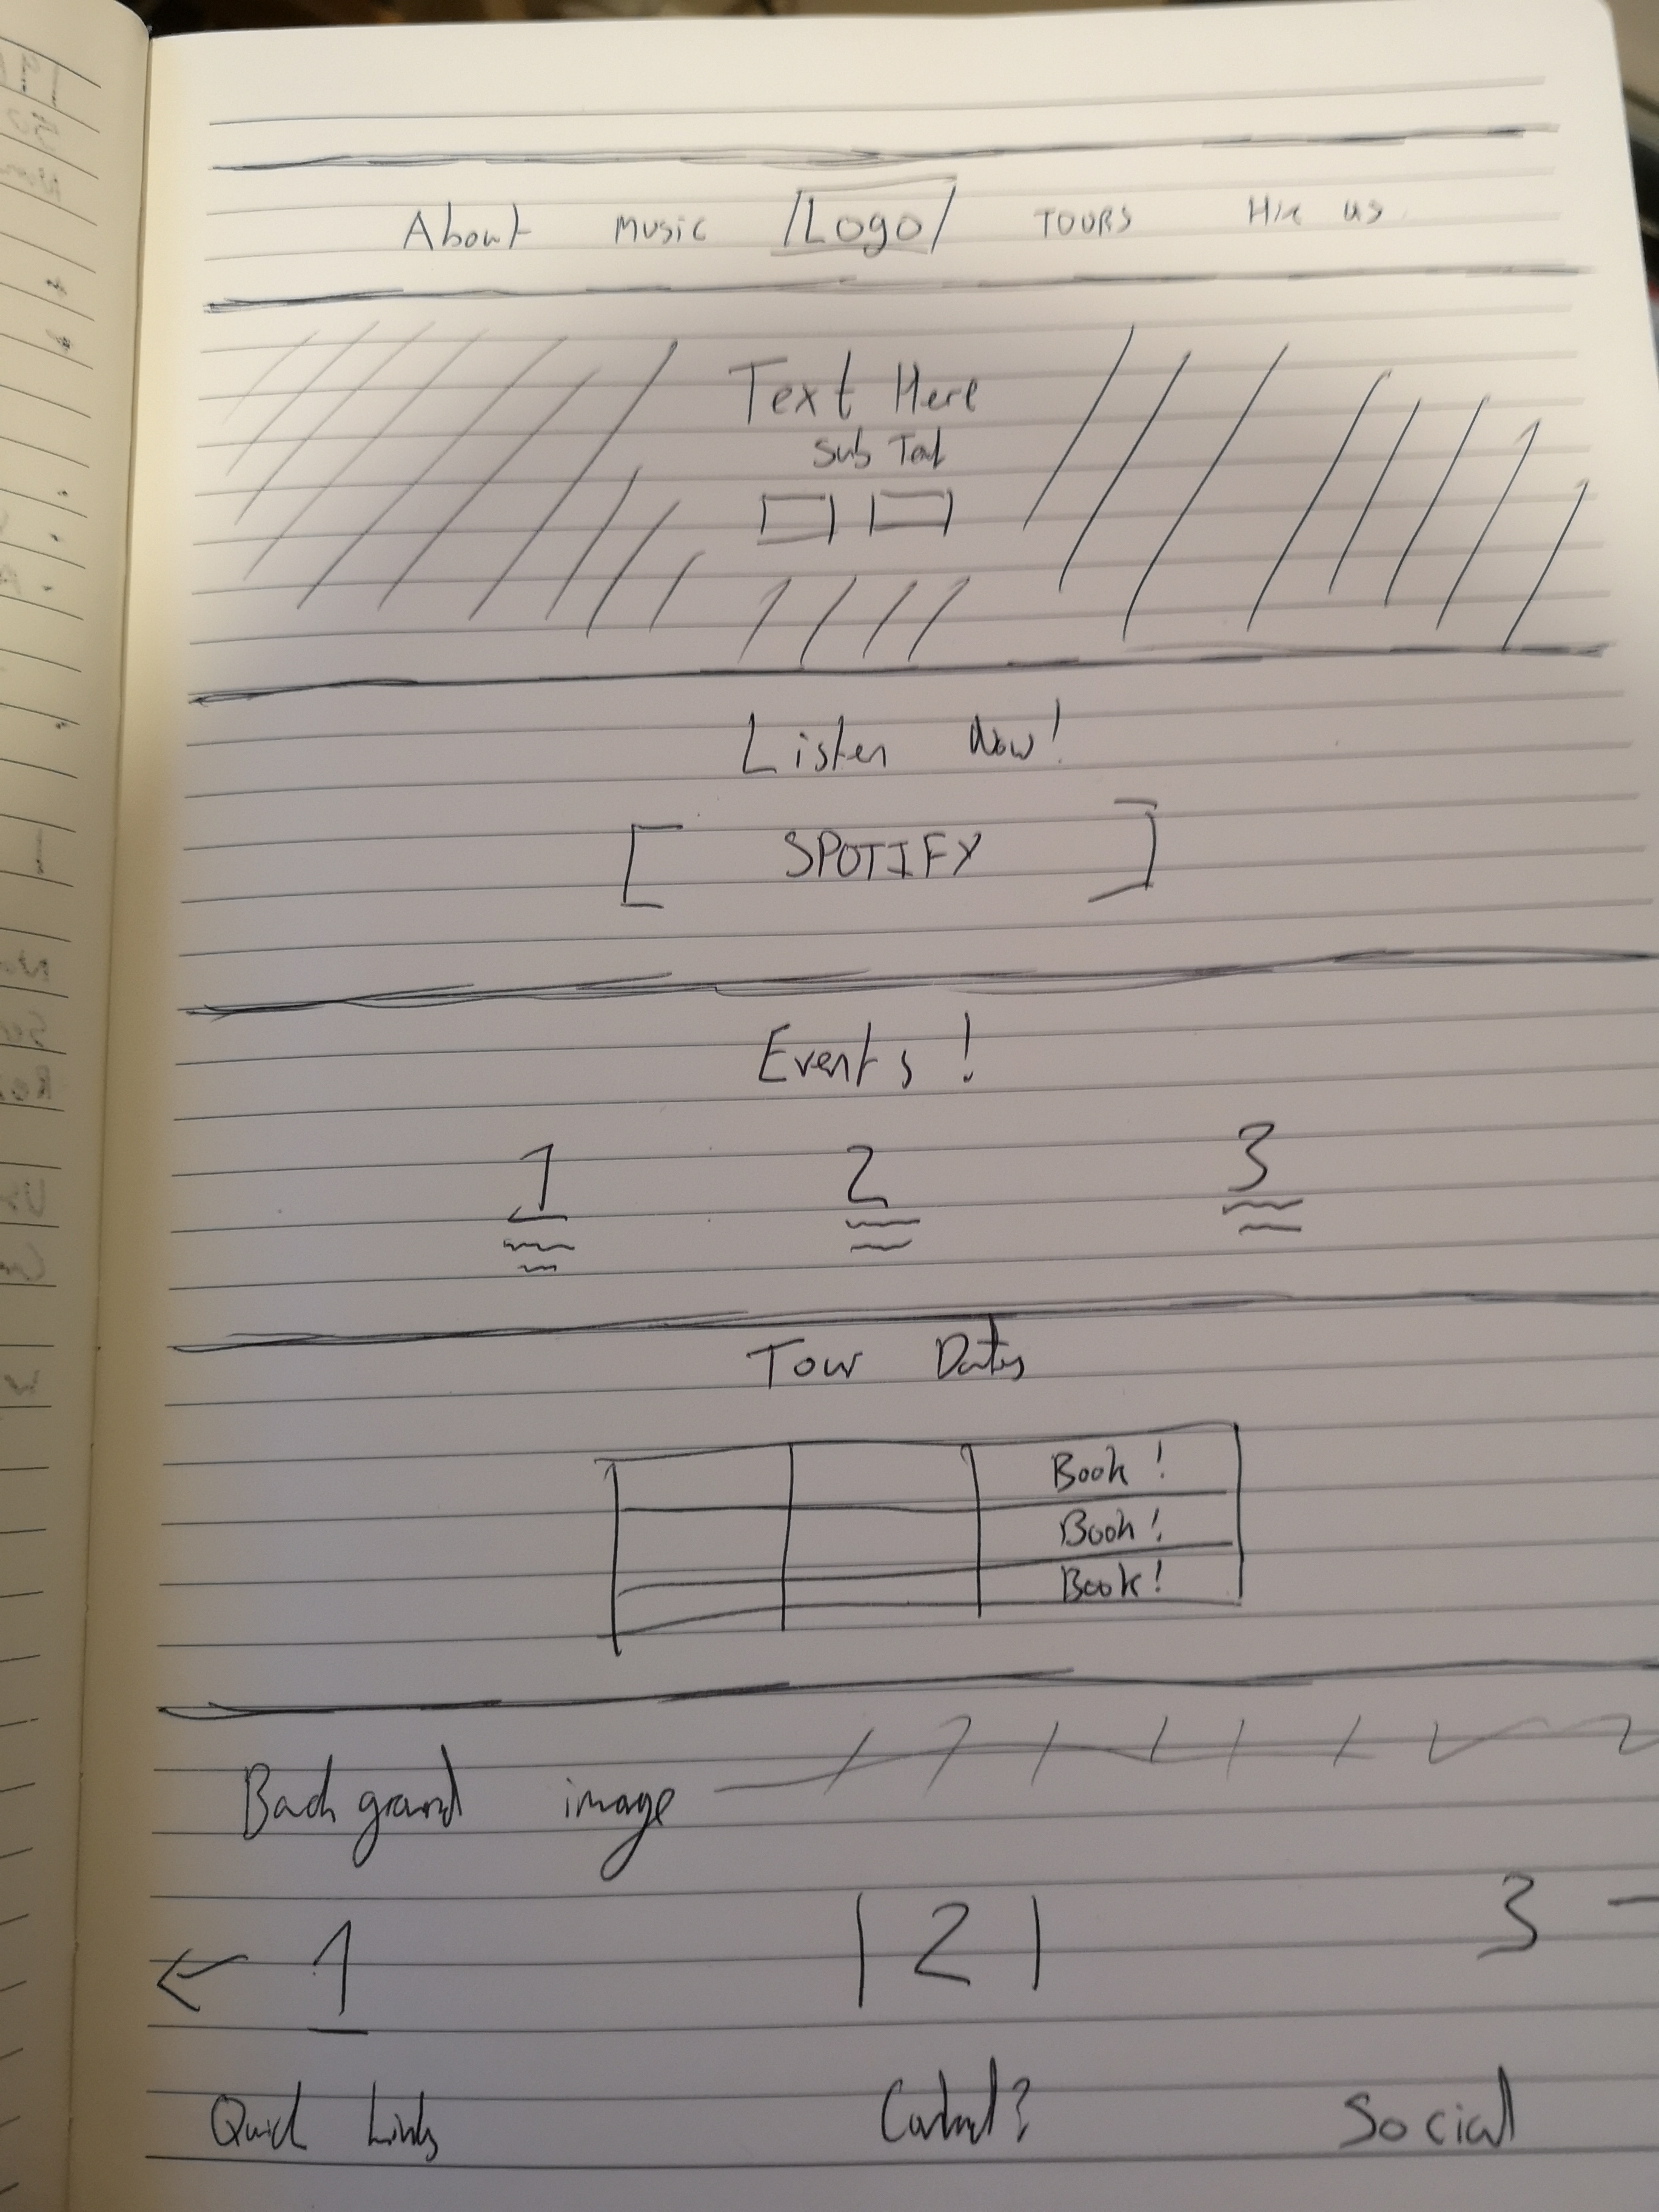 About MUSIC Logo TOURS Hire us
Text Here
Sub Text
Listen Now!
SPOTIFY
Events!
1 2 3
Tour Dates
Book!
Book!
Book!
Background image
1 2 3
Quick Links Contact? Social